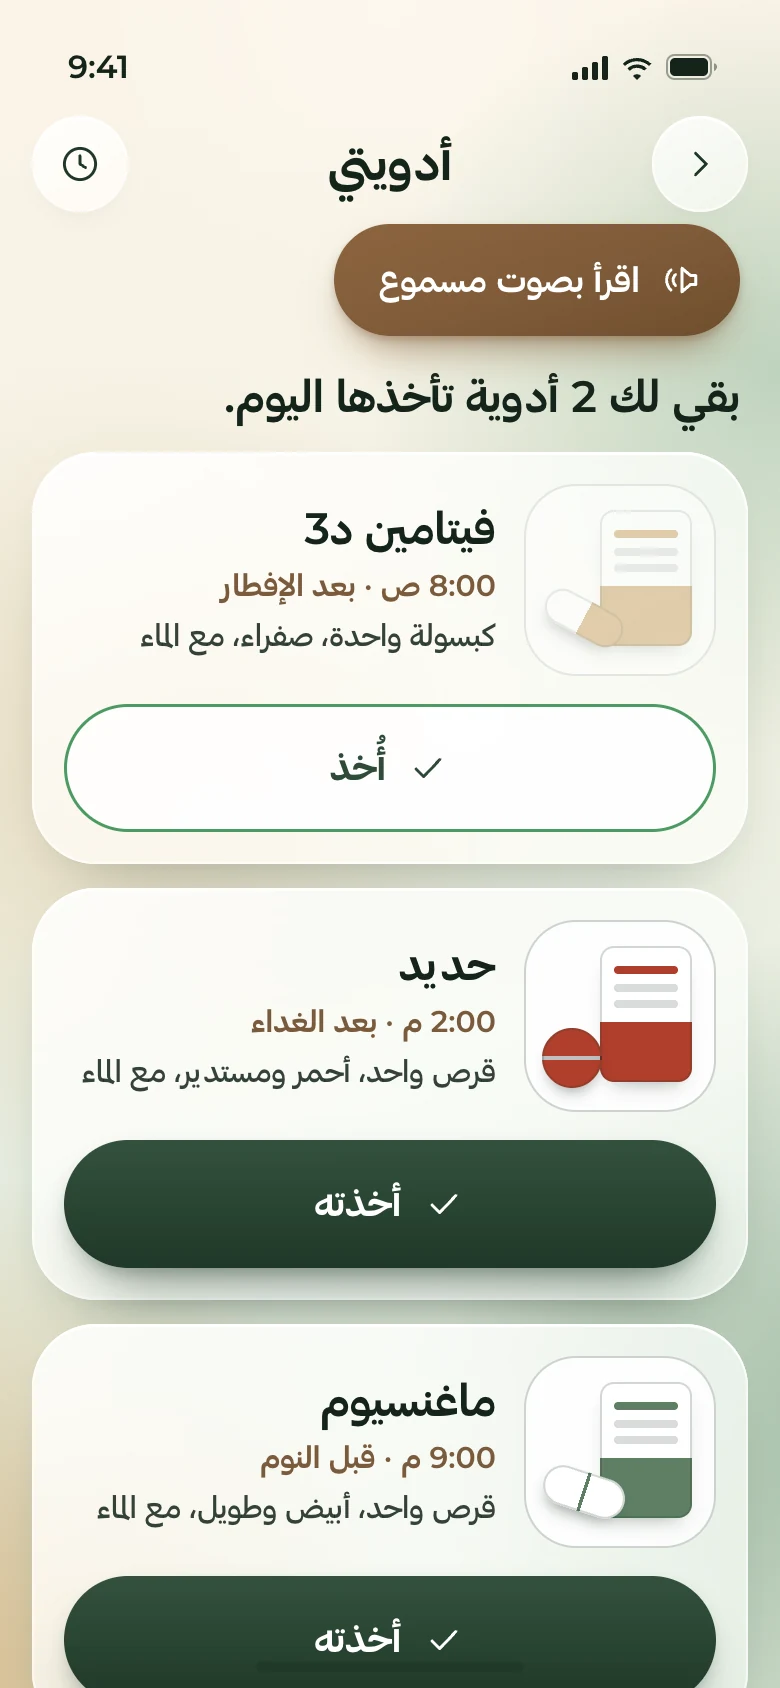 9:41
أدويتي
اقرأ بصوت مسموع
بقي لك 2 أدوية تأخذها اليوم.
فيتامين د3
8:00 ص · بعد الإفطار
كبسولة واحدة، صفراء، مع الماء
أُخذ
حديد
2:00 م · بعد الغداء
قرص واحد، أحمر ومستدير، مع الماء
أخذته
ماغنسيوم
9:00 م · قبل النوم
قرص واحد، أبيض وطويل، مع الماء
أخذته